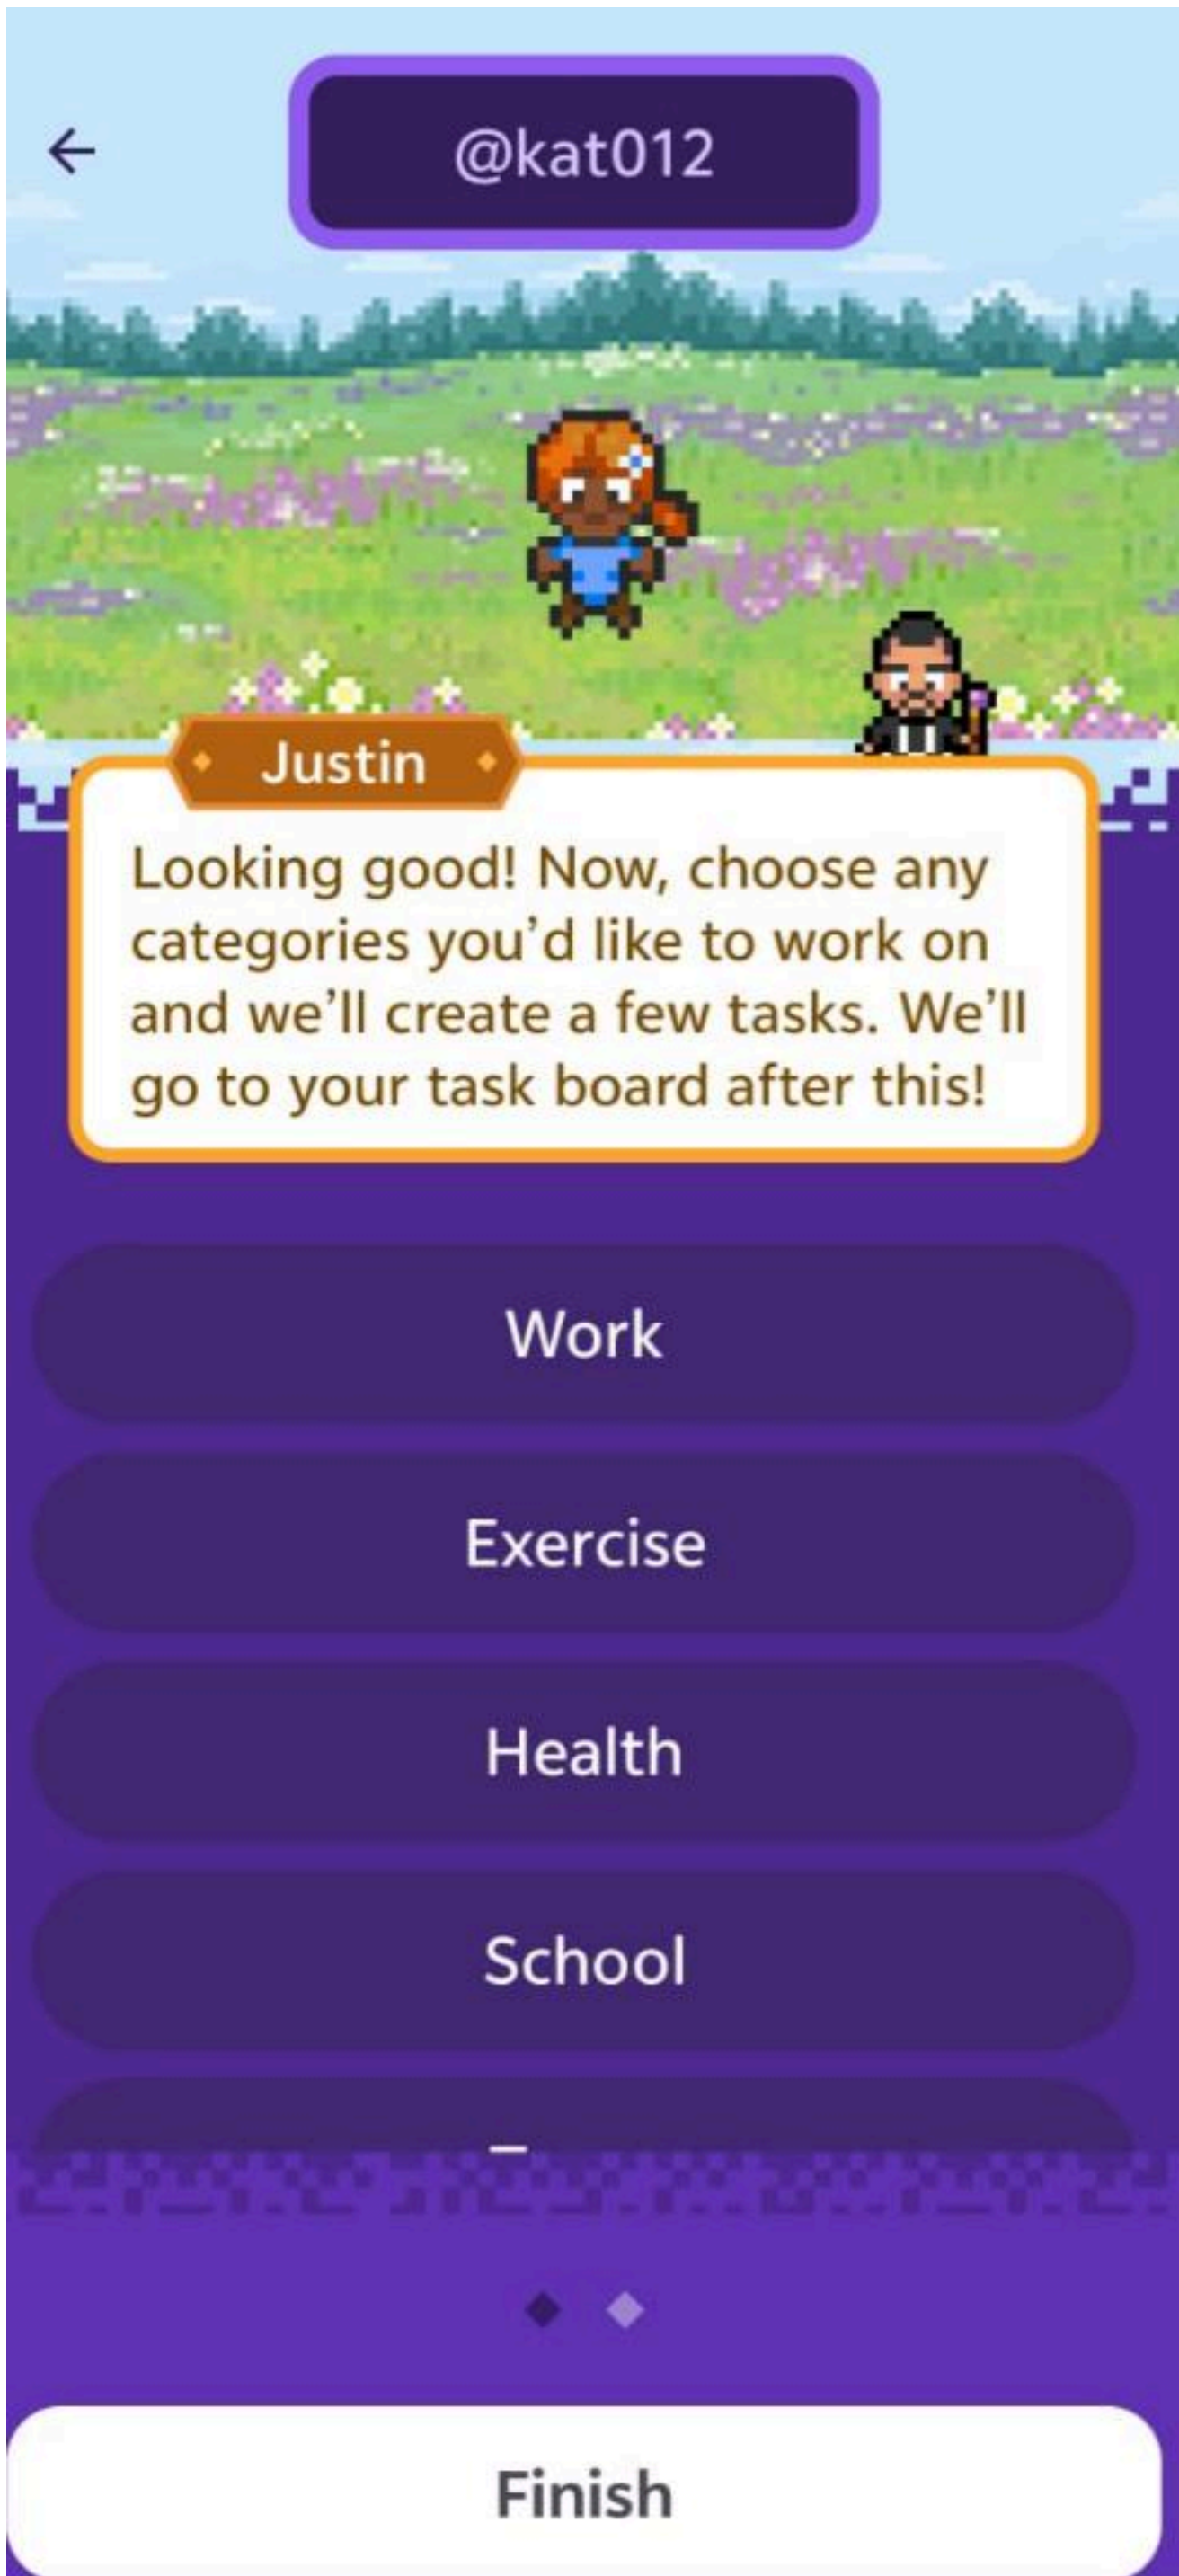 @kat012
Justin
Looking good! Now, choose any
categories you’d like to work on
and we’ll create a few tasks. We’ll
go to your task board after this!
Work
Exercise
Health
School
Finish